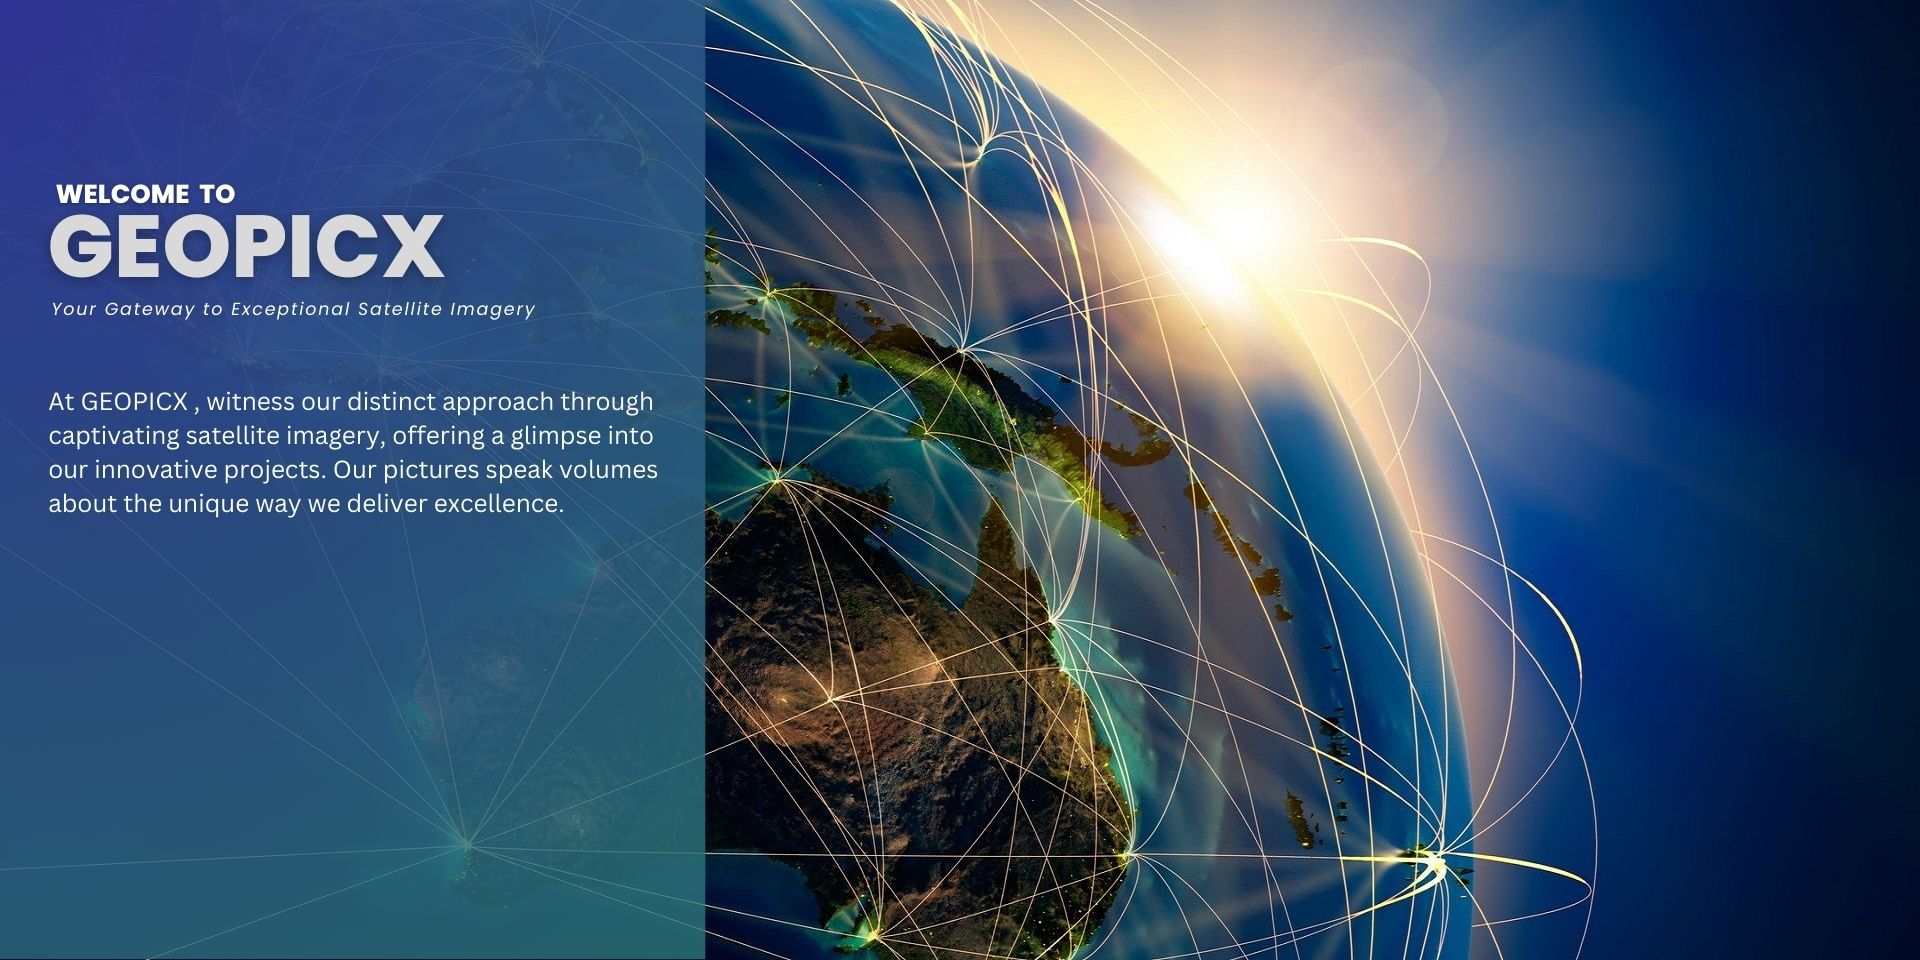 WELCOME TO
GEOPICX
Your Gateway to Exceptional Satellite Imagery
At GEOPICX , witness our distinct approach through
captivating satellite imagery, offering a glimpse into
our innovative projects. Our pictures speak volumes
about the unique way we deliver excellence.